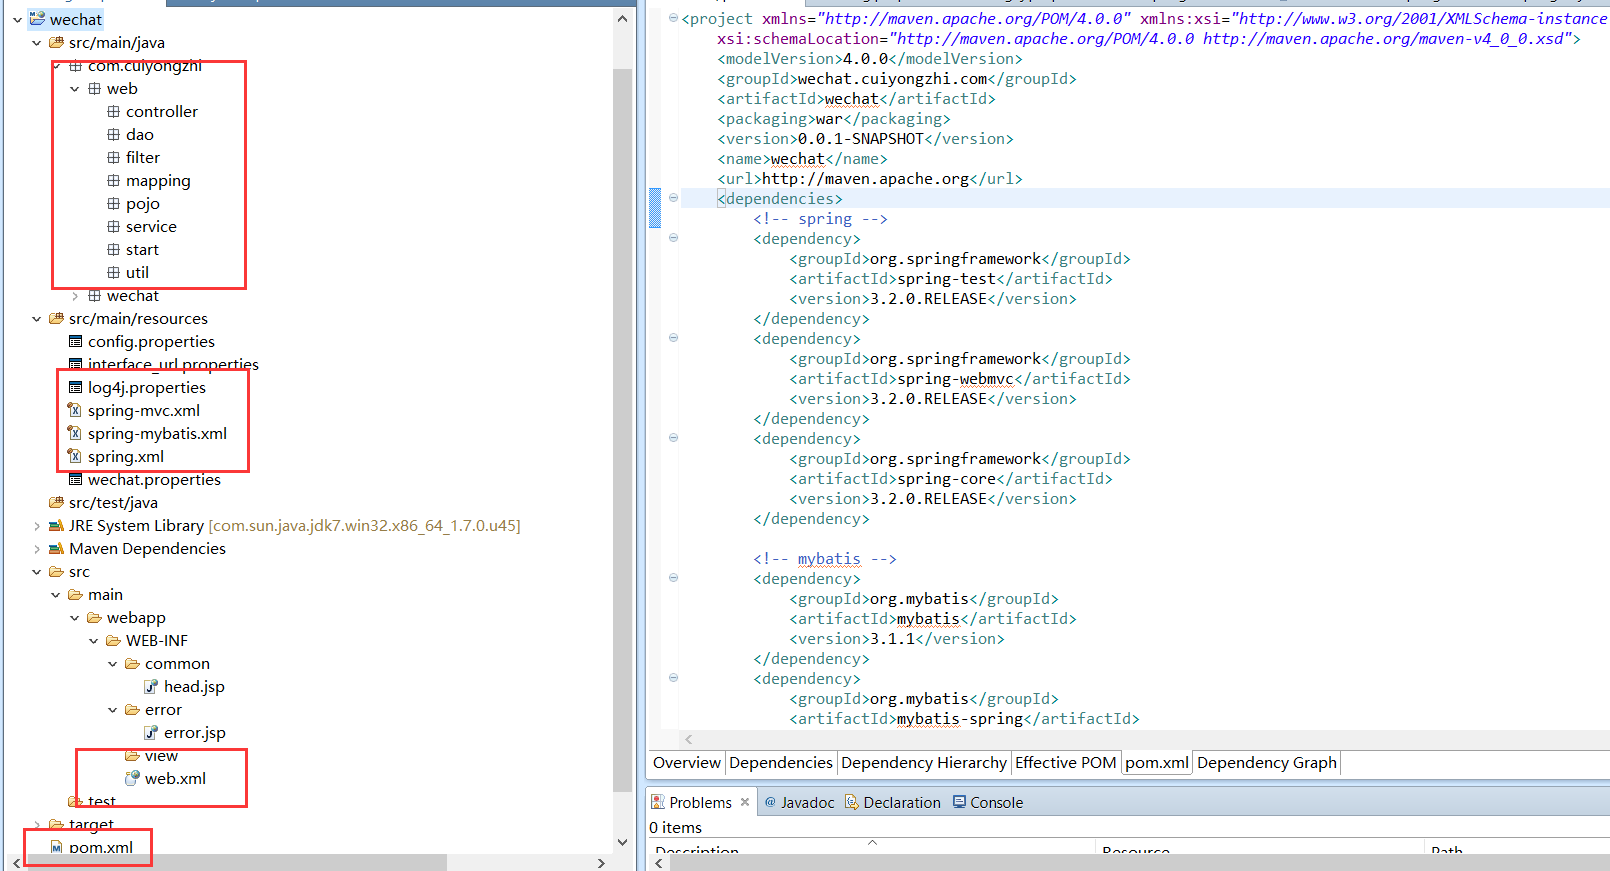 wechat
src/main/java
com.cuiyongzhi
web
controller
dao
filter
mapping
pojo
service
start
util
wechat
src/main/resources
config.properties
interface_url.properties
log4j.properties
spring-mvc.xml
spring-mybatis.xml
spring.xml
wechat.properties
src/test/java
JRE System Library [com.sun.java.jdk7.win32.x86_64_1.7.0.u45]
Maven Dependencies
src
main
webapp
WEB-INF
common
head.jsp
error
error.jsp
view
web.xml
test
target
pom.xml
<project xmlns="http://maven.apache.org/POM/4.0.0" xmlns:xsi="http://www.w3.org/2001/XMLSchema-instance
xsi:schemaLocation="http://maven.apache.org/POM/4.0.0 http://maven.apache.org/maven-v4_0_0.xsd">
<modelVersion>4.0.0</modelVersion>
<groupId>wechat.cuiyongzhi.com</groupId>
<artifactId>wechat</artifactId>
<packaging>war</packaging>
<version>0.0.1-SNAPSHOT</version>
<name>wechat</name>
<url>http://maven.apache.org</url>
<dependencies>
<!-- spring -->
<dependency>
<groupId>org.springframework</groupId>
<artifactId>spring-test</artifactId>
<version>3.2.0.RELEASE</version>
</dependency>
<dependency>
<groupId>org.springframework</groupId>
<artifactId>spring-webmvc</artifactId>
<version>3.2.0.RELEASE</version>
</dependency>
<dependency>
<groupId>org.springframework</groupId>
<artifactId>spring-core</artifactId>
<version>3.2.0.RELEASE</version>
</dependency>
<!-- mybatis -->
<dependency>
<groupId>org.mybatis</groupId>
<artifactId>mybatis</artifactId>
<version>3.1.1</version>
</dependency>
<dependency>
<groupId>org.mybatis</groupId>
<artifactId>mybatis-spring</artifactId>
Overview Dependencies Dependency Hierarchy Effective POM pom.xml Dependency Graph
Problems @ Javadoc Declaration Console
0 items
Description Resource Path